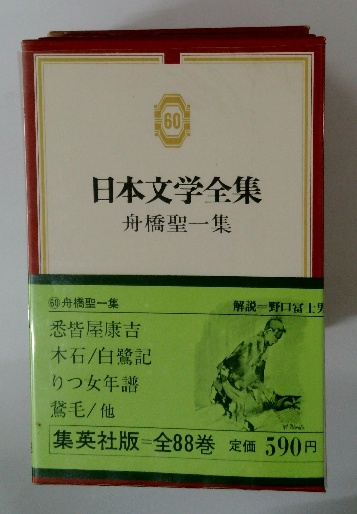 60
日本文学全集
舟橋聖一集
60 舟橋聖一集
解説=野口冨士男
悉皆屋康吉
木石/白鷺記
りつ女年譜
鵞毛/他
集英社版=全88巻 定価 590円